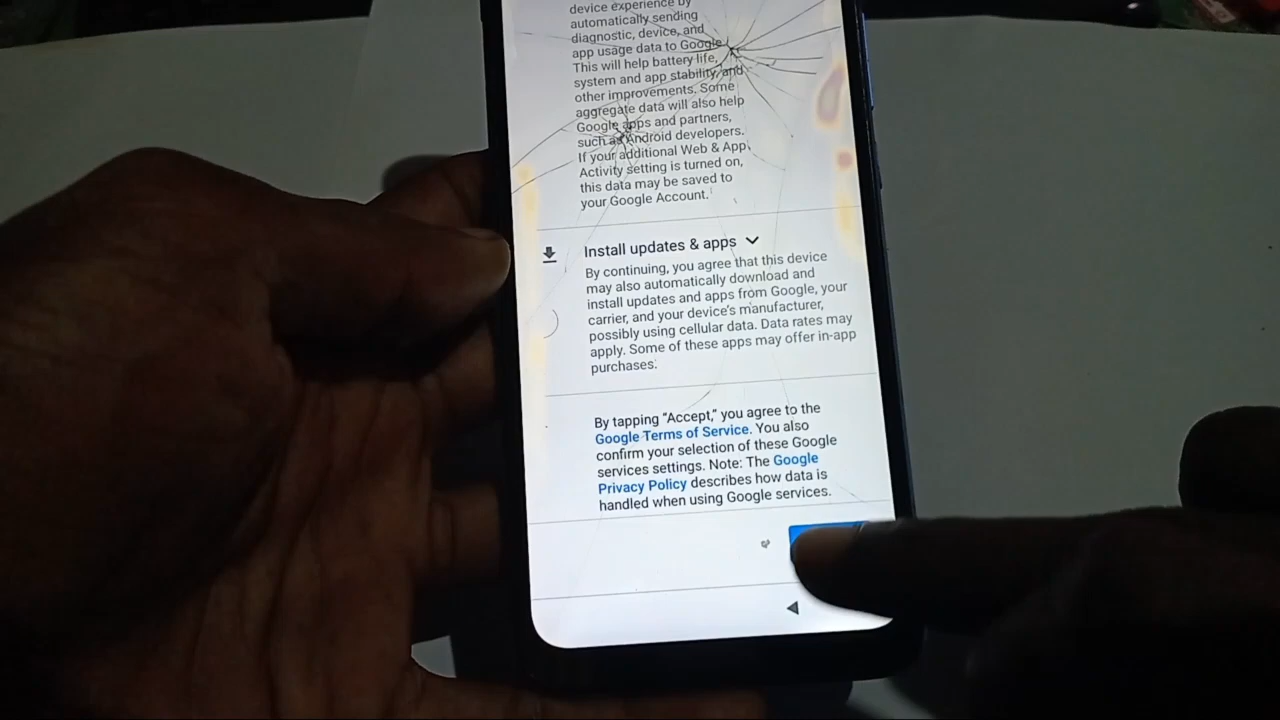 device experience by
automatically sending
diagnostic, device, and
app usage data to Google.
This will help battery life,
system and app stability, and
other improvements. Some
aggregate data will also help
Google apps and partners,
such as Android developers.
If your additional Web & App
Activity setting is turned on,
this data may be saved to
your Google Account.
Install updates & apps
By continuing, you agree that this device
may also automatically download and
install updates and apps from Google, your
carrier, and your device's manufacturer,
possibly using cellular data. Data rates may
apply. Some of these apps may offer in-app
purchases.
By tapping “Accept,” you agree to the
Google Terms of Service. You also
confirm your selection of these Google
services settings. Note: The Google
Privacy Policy describes how data is
handled when using Google services.